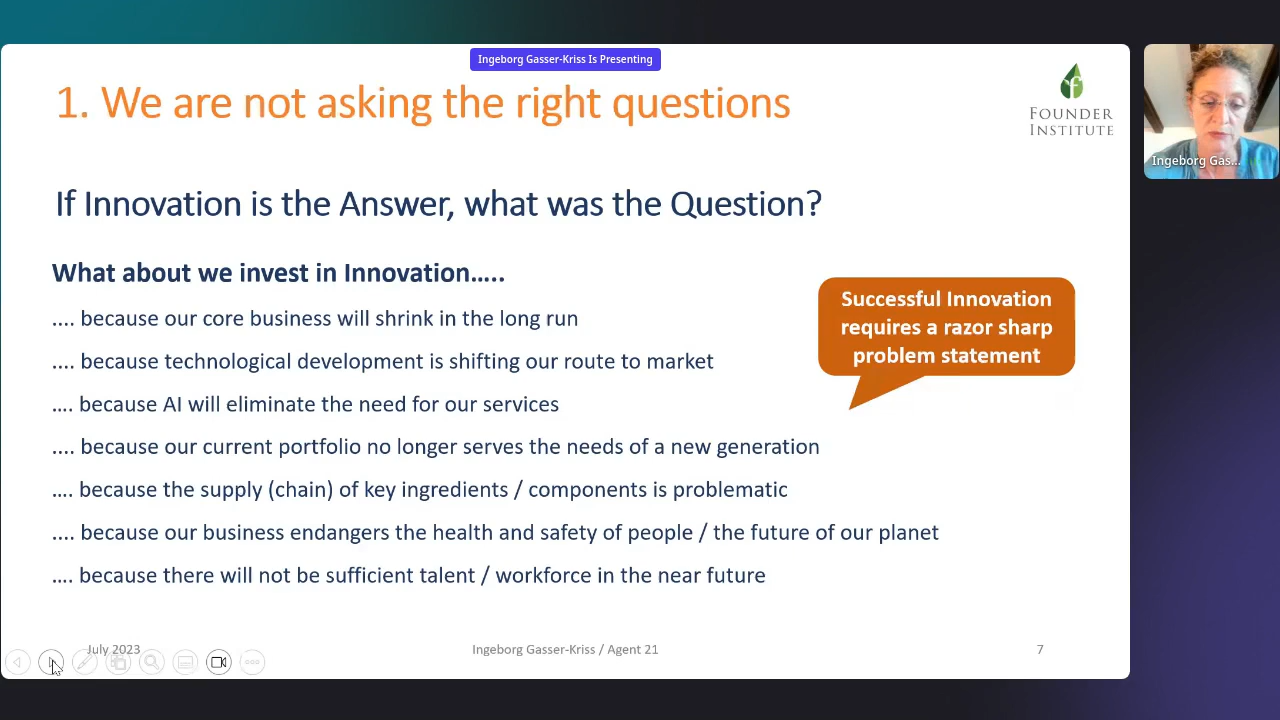 Ingeborg Gasser-Kriss Is Presenting
1. We are not asking the right questions
FOUNDER
INSTITUTE
Ingeborg Gas...
If Innovation is the Answer, what was the Question?
What about we invest in Innovation.....
.... because our core business will shrink in the long run
.... because technological development is shifting our route to market
.... because AI will eliminate the need for our services
.... because our current portfolio no longer serves the needs of a new generation
.... because the supply (chain) of key ingredients / components is problematic
.... because our business endangers the health and safety of people / the future of our planet
.... because there will not be sufficient talent / workforce in the near future
Successful Innovation
requires a razor sharp
problem statement
July 2023
Ingeborg Gasser-Kriss / Agent 21
7